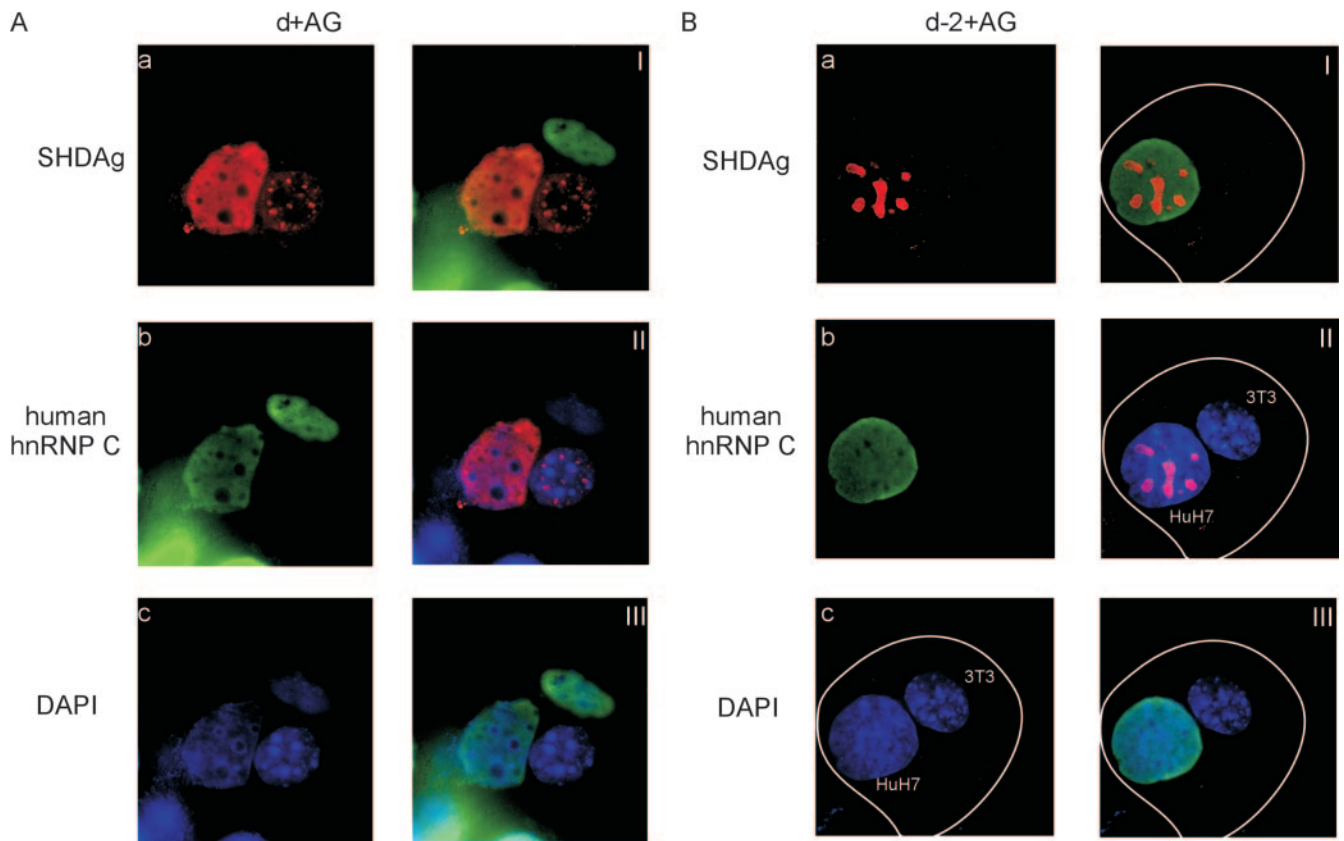 A
d+AG
B
d-2+AG
SHDAg
a
I
SHDAg
a
I
human
hnRNP C
b
II
human
hnRNP C
b
II
3T3
HuH7
DAPI
c
III
DAPI
c
3T3
HuH7
III